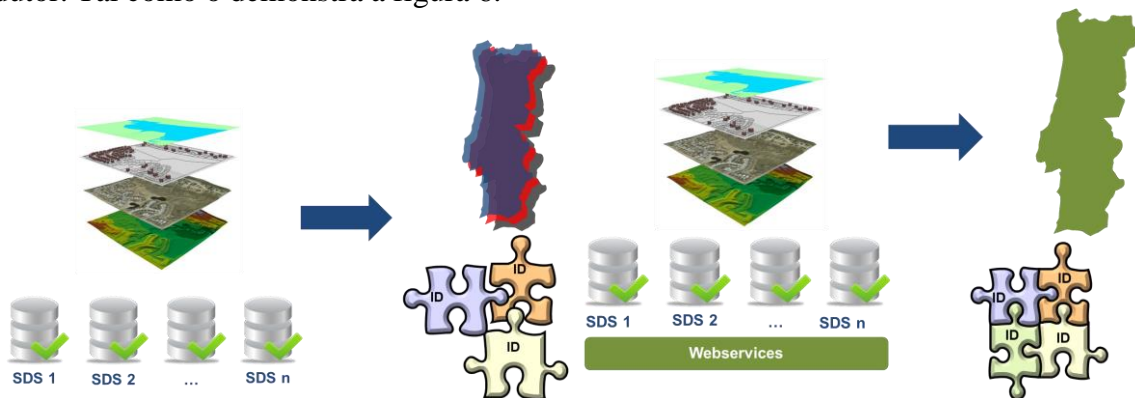 dutor. Tal como o demonstra a figura 6.
ID
ID
ID
SDS 1 SDS 2 ... SDS n
SDS 1 SDS 2 ... SDS n
Webservices
ID
ID
ID
ID